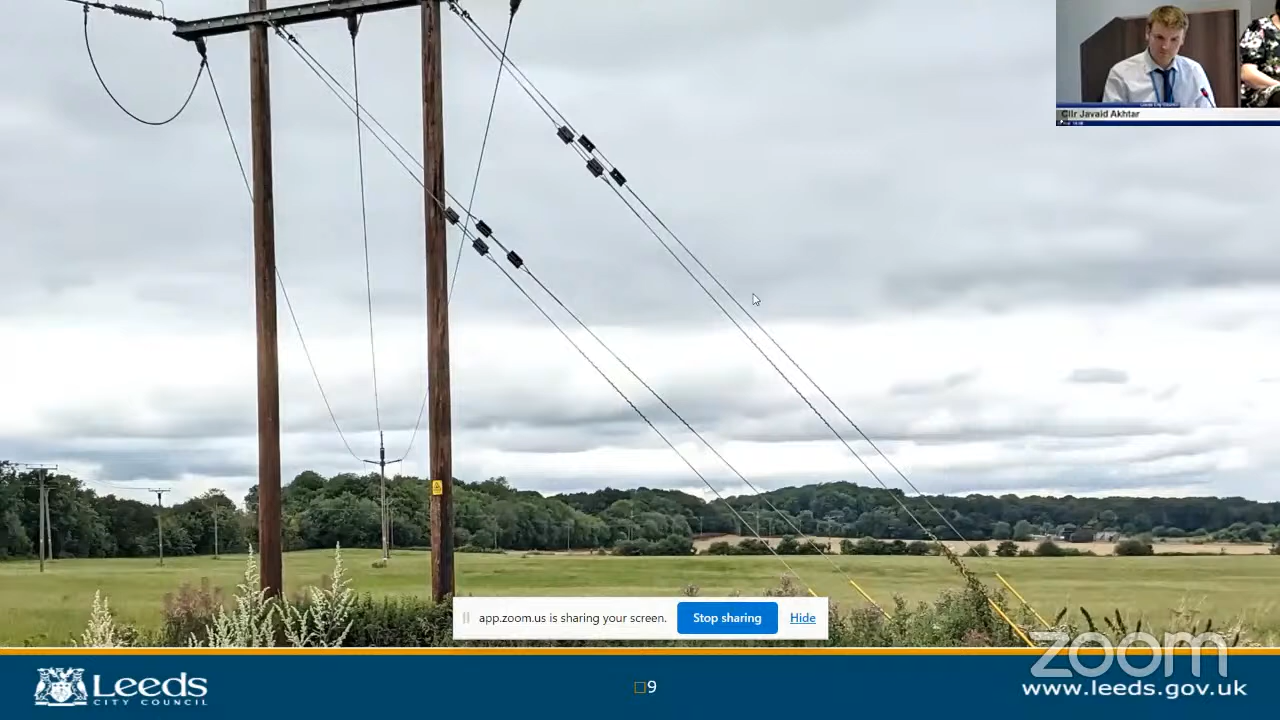 Cllr Javaid Akhtar
app.zoom.us is sharing your screen.
Stop sharing
Hide
zoom
Leeds
CITY COUNCIL
9
www.leeds.gov.uk